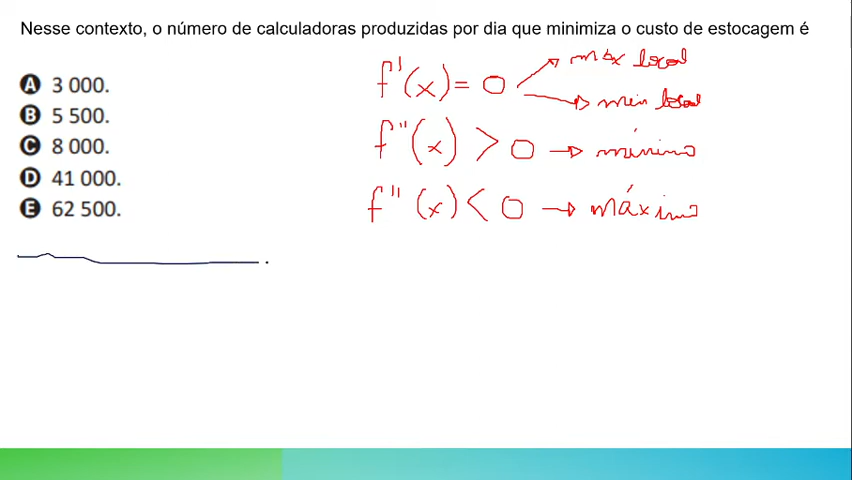 Nesse contexto, o número de calculadoras produzidas por dia que minimiza o custo de estocagem é
A 3 000.
B 5 500.
C 8 000.
D 41 000.
E 62 500.
f'(x) = 0 → máx local
→ min local
f''(x) > 0 → mínimo
f''(x) < 0 → máximo